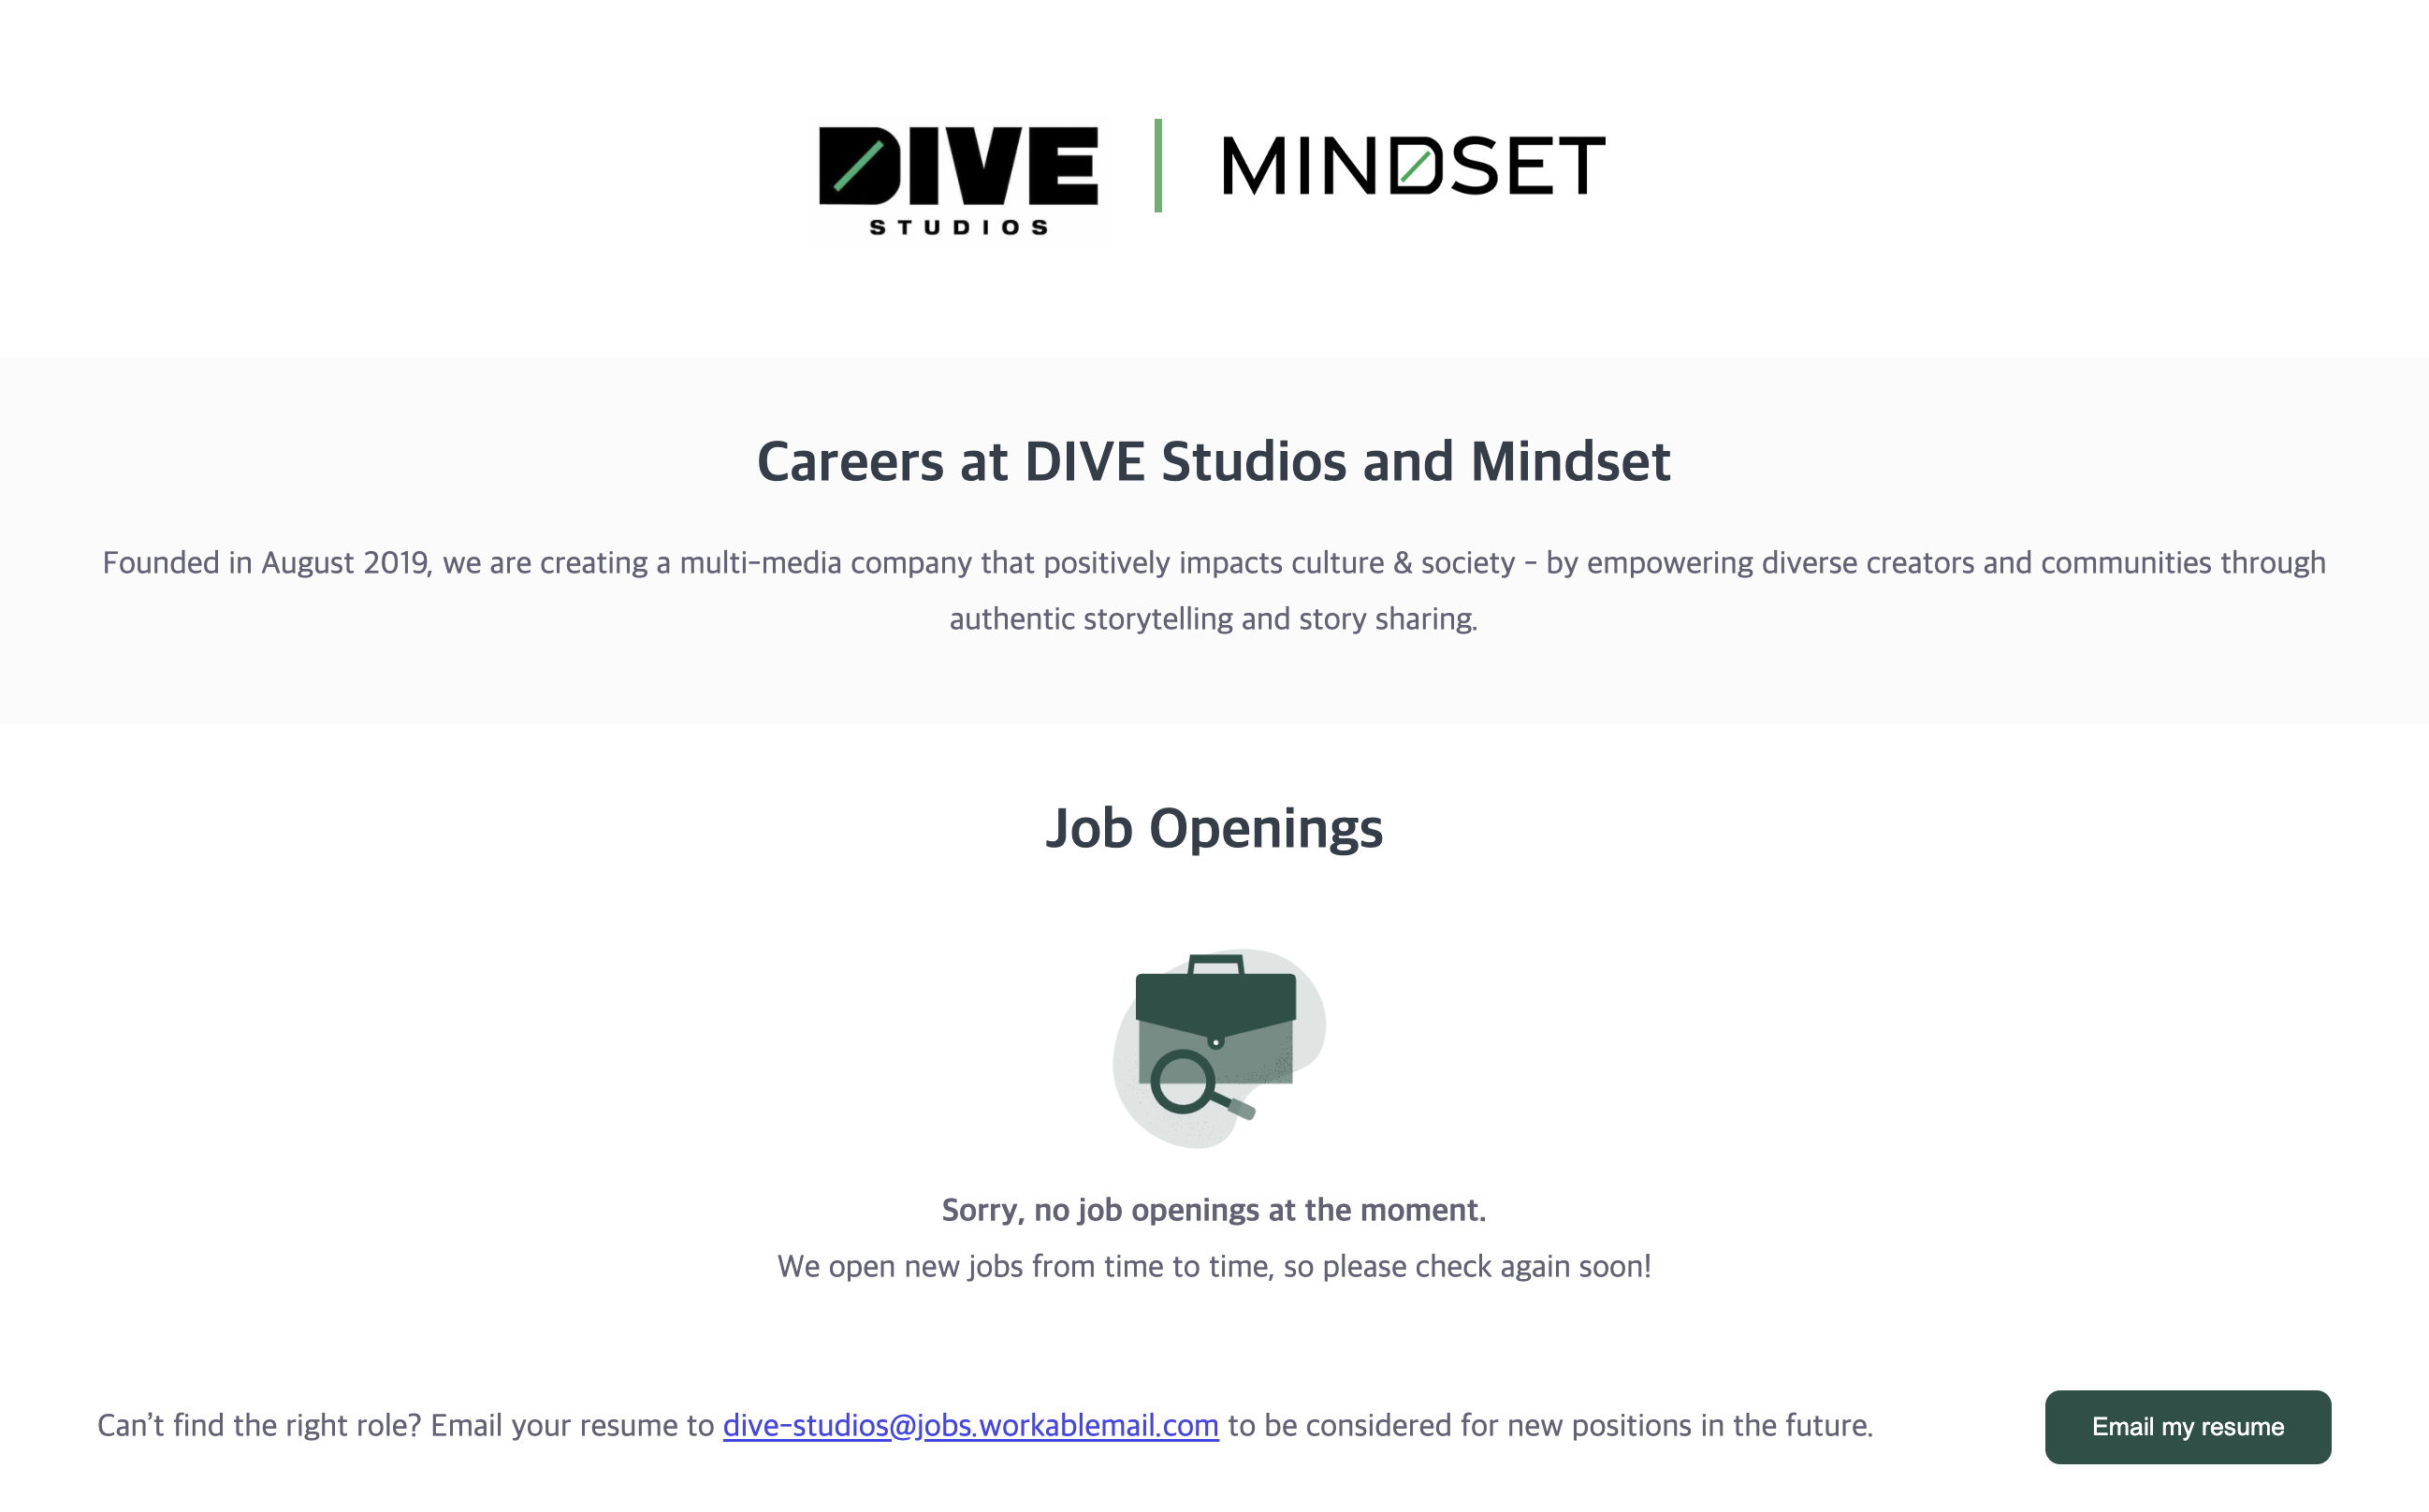 DIVE
STUDIOS
MINDSET
Careers at DIVE Studios and Mindset
Founded in August 2019, we are creating a multi-media company that positively impacts culture & society - by empowering diverse creators and communities through
authentic storytelling and story sharing.
Job Openings
Sorry, no job openings at the moment.
We open new jobs from time to time, so please check again soon!
Can’t find the right role? Email your resume to dive-studios@jobs.workablemail.com to be considered for new positions in the future.
Email my resume